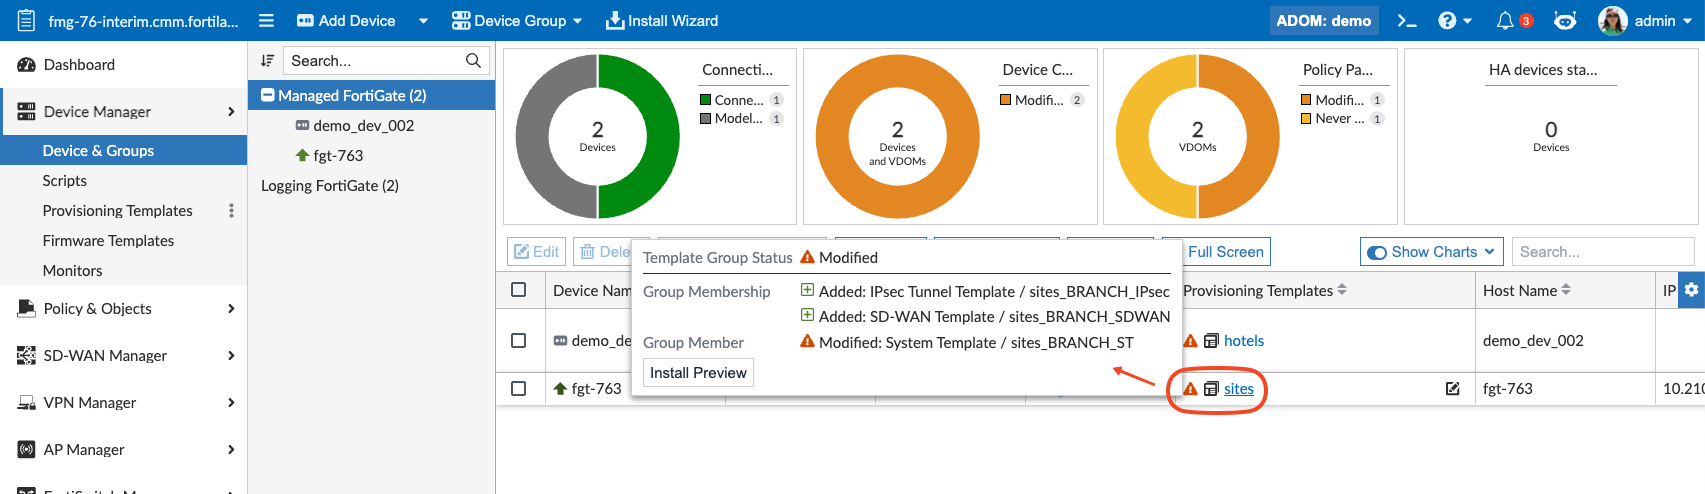 fmg-76-interim.cmm.fortila...
Add Device
Device Group
Install Wizard
ADOM: demo
3
admin
Dashboard
Device Manager
Device & Groups
Scripts
Provisioning Templates
Firmware Templates
Monitors
Policy & Objects
SD-WAN Manager
VPN Manager
AP Manager
Search...
Managed FortiGate (2)
demo_dev_002
fgt-763
Logging FortiGate (2)
2
Devices
Connecti...
Conne... 1
Model... 1
2
Devices
and VDOMs
Device C...
Modifi... 2
2
VDOMs
Policy Pa...
Modifi... 1
Never ... 1
HA devices sta...
0
Devices
Edit
Dele
Full Screen
Show Charts
Search...
Device Nam
Provisioning Templates
Host Name
IP
demo_de
hotels
demo_dev_002
fgt-763
sites
fgt-763
10.210
Template Group Status Modified
Group Membership Added: IPsec Tunnel Template / sites_BRANCH_IPsec
Added: SD-WAN Template / sites_BRANCH_SDWAN
Group Member Modified: System Template / sites_BRANCH_ST
Install Preview